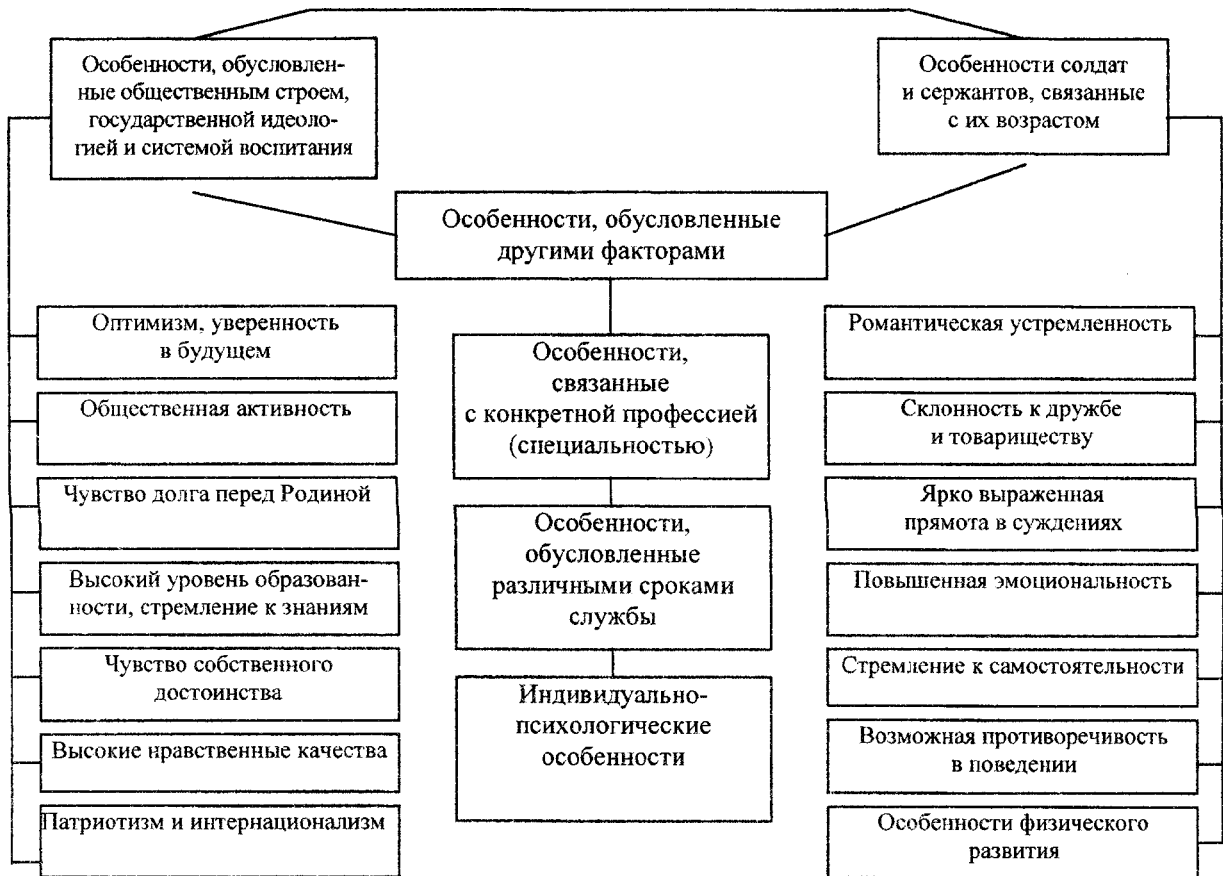 Особенности, обусловлен-
ные общественным строем,
государственной идеоло-
гией и системой воспитания
Особенности солдат
и сержантов, связанные
с их возрастом
Особенности, обусловленные
другими факторами
Оптимизм, уверенность
в будущем
Общественная активность
Чувство долга перед Родиной
Высокий уровень образован-
ности, стремление к знаниям
Чувство собственного
достоинства
Высокие нравственные качества
Патриотизм и интернационализм
Особенности,
связанные
с конкретной профессией
(специальностью)
Особенности,
обусловленные
различными сроками
службы
Индивидуально-
психологические
особенности
Романтическая устремленность
Склонность к дружбе
и товариществу
Ярко выраженная
прямота в суждениях
Повышенная эмоциональность
Стремление к самостоятельности
Возможная противоречивость
в поведении
Особенности физического
развития